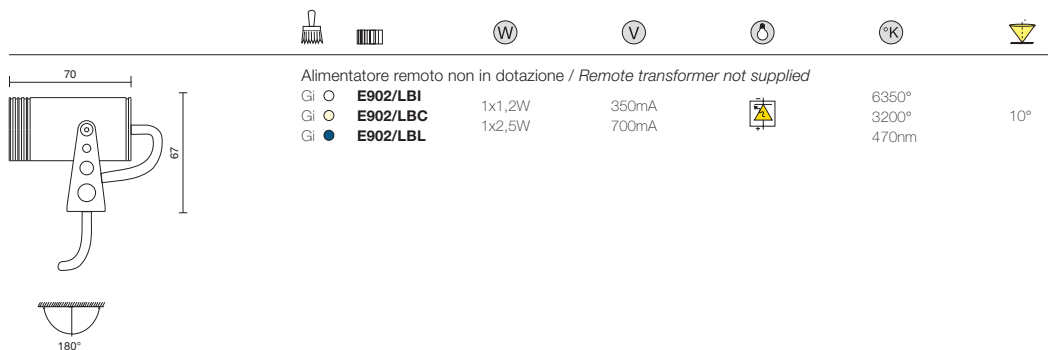 W V °K
70
67
180°
Alimentatore remoto non in dotazione / Remote transformer not supplied
Gi E902/LBI 6350°
1x1,2W 350mA
Gi E902/LBC 3200° 10°
1x2,5W 700mA
Gi E902/LBL 470nm